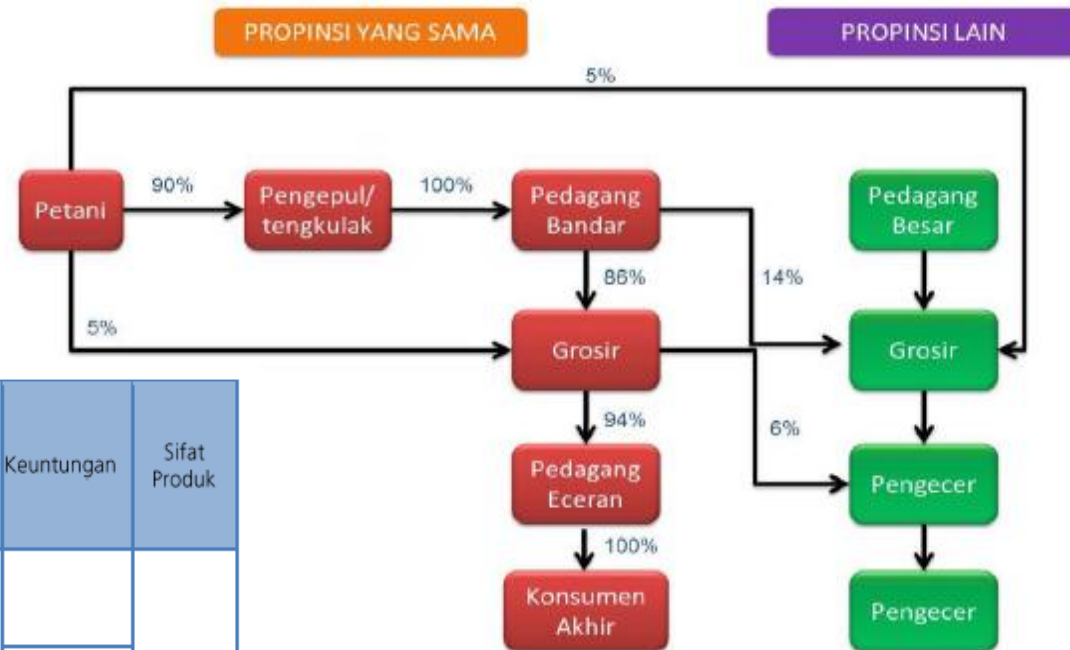 PROPINSI YANG SAMA
PROPINSI LAIN
5%
Petani
90%
Pengepul/
tengkulak
100%
Pedagang
Bandar
Pedagang
Besar
86%
14%
5%
Grosir
Grosir
94%
6%
Keuntungan
Sifat
Produk
Pedagang
Eceran
Pengecer
100%
Konsumen
Akhir
Pengecer